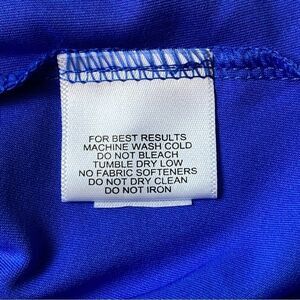 FOR BEST RESULTS
MACHINE WASH COLD
DO NOT BLEACH
TUMBLE DRY LOW
NO FABRIC SOFTENERS
DO NOT DRY CLEAN
DO NOT IRON